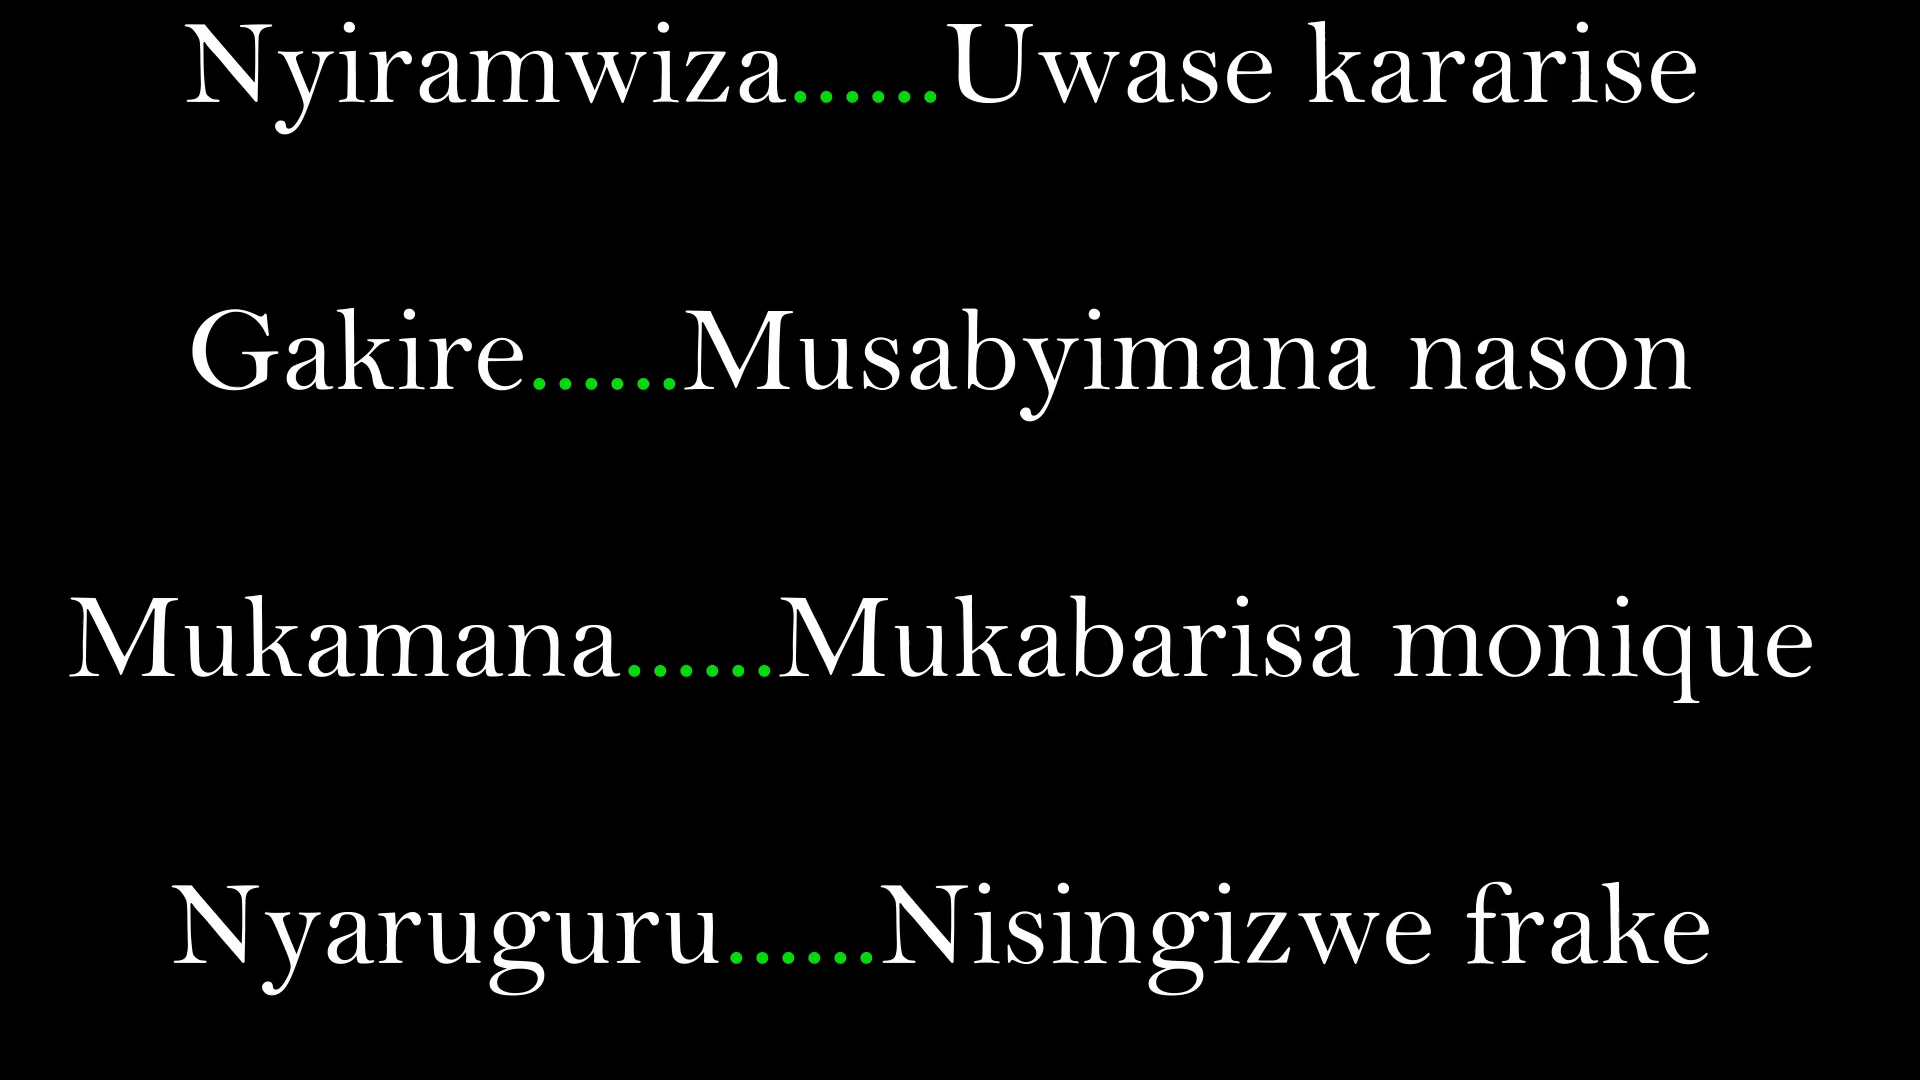 Nyiramwiza......Uwase kararise
Gakire......Musabyimana nason
Mukamana......Mukabarisa monique
Nyaruguru......Nisingizwe frake